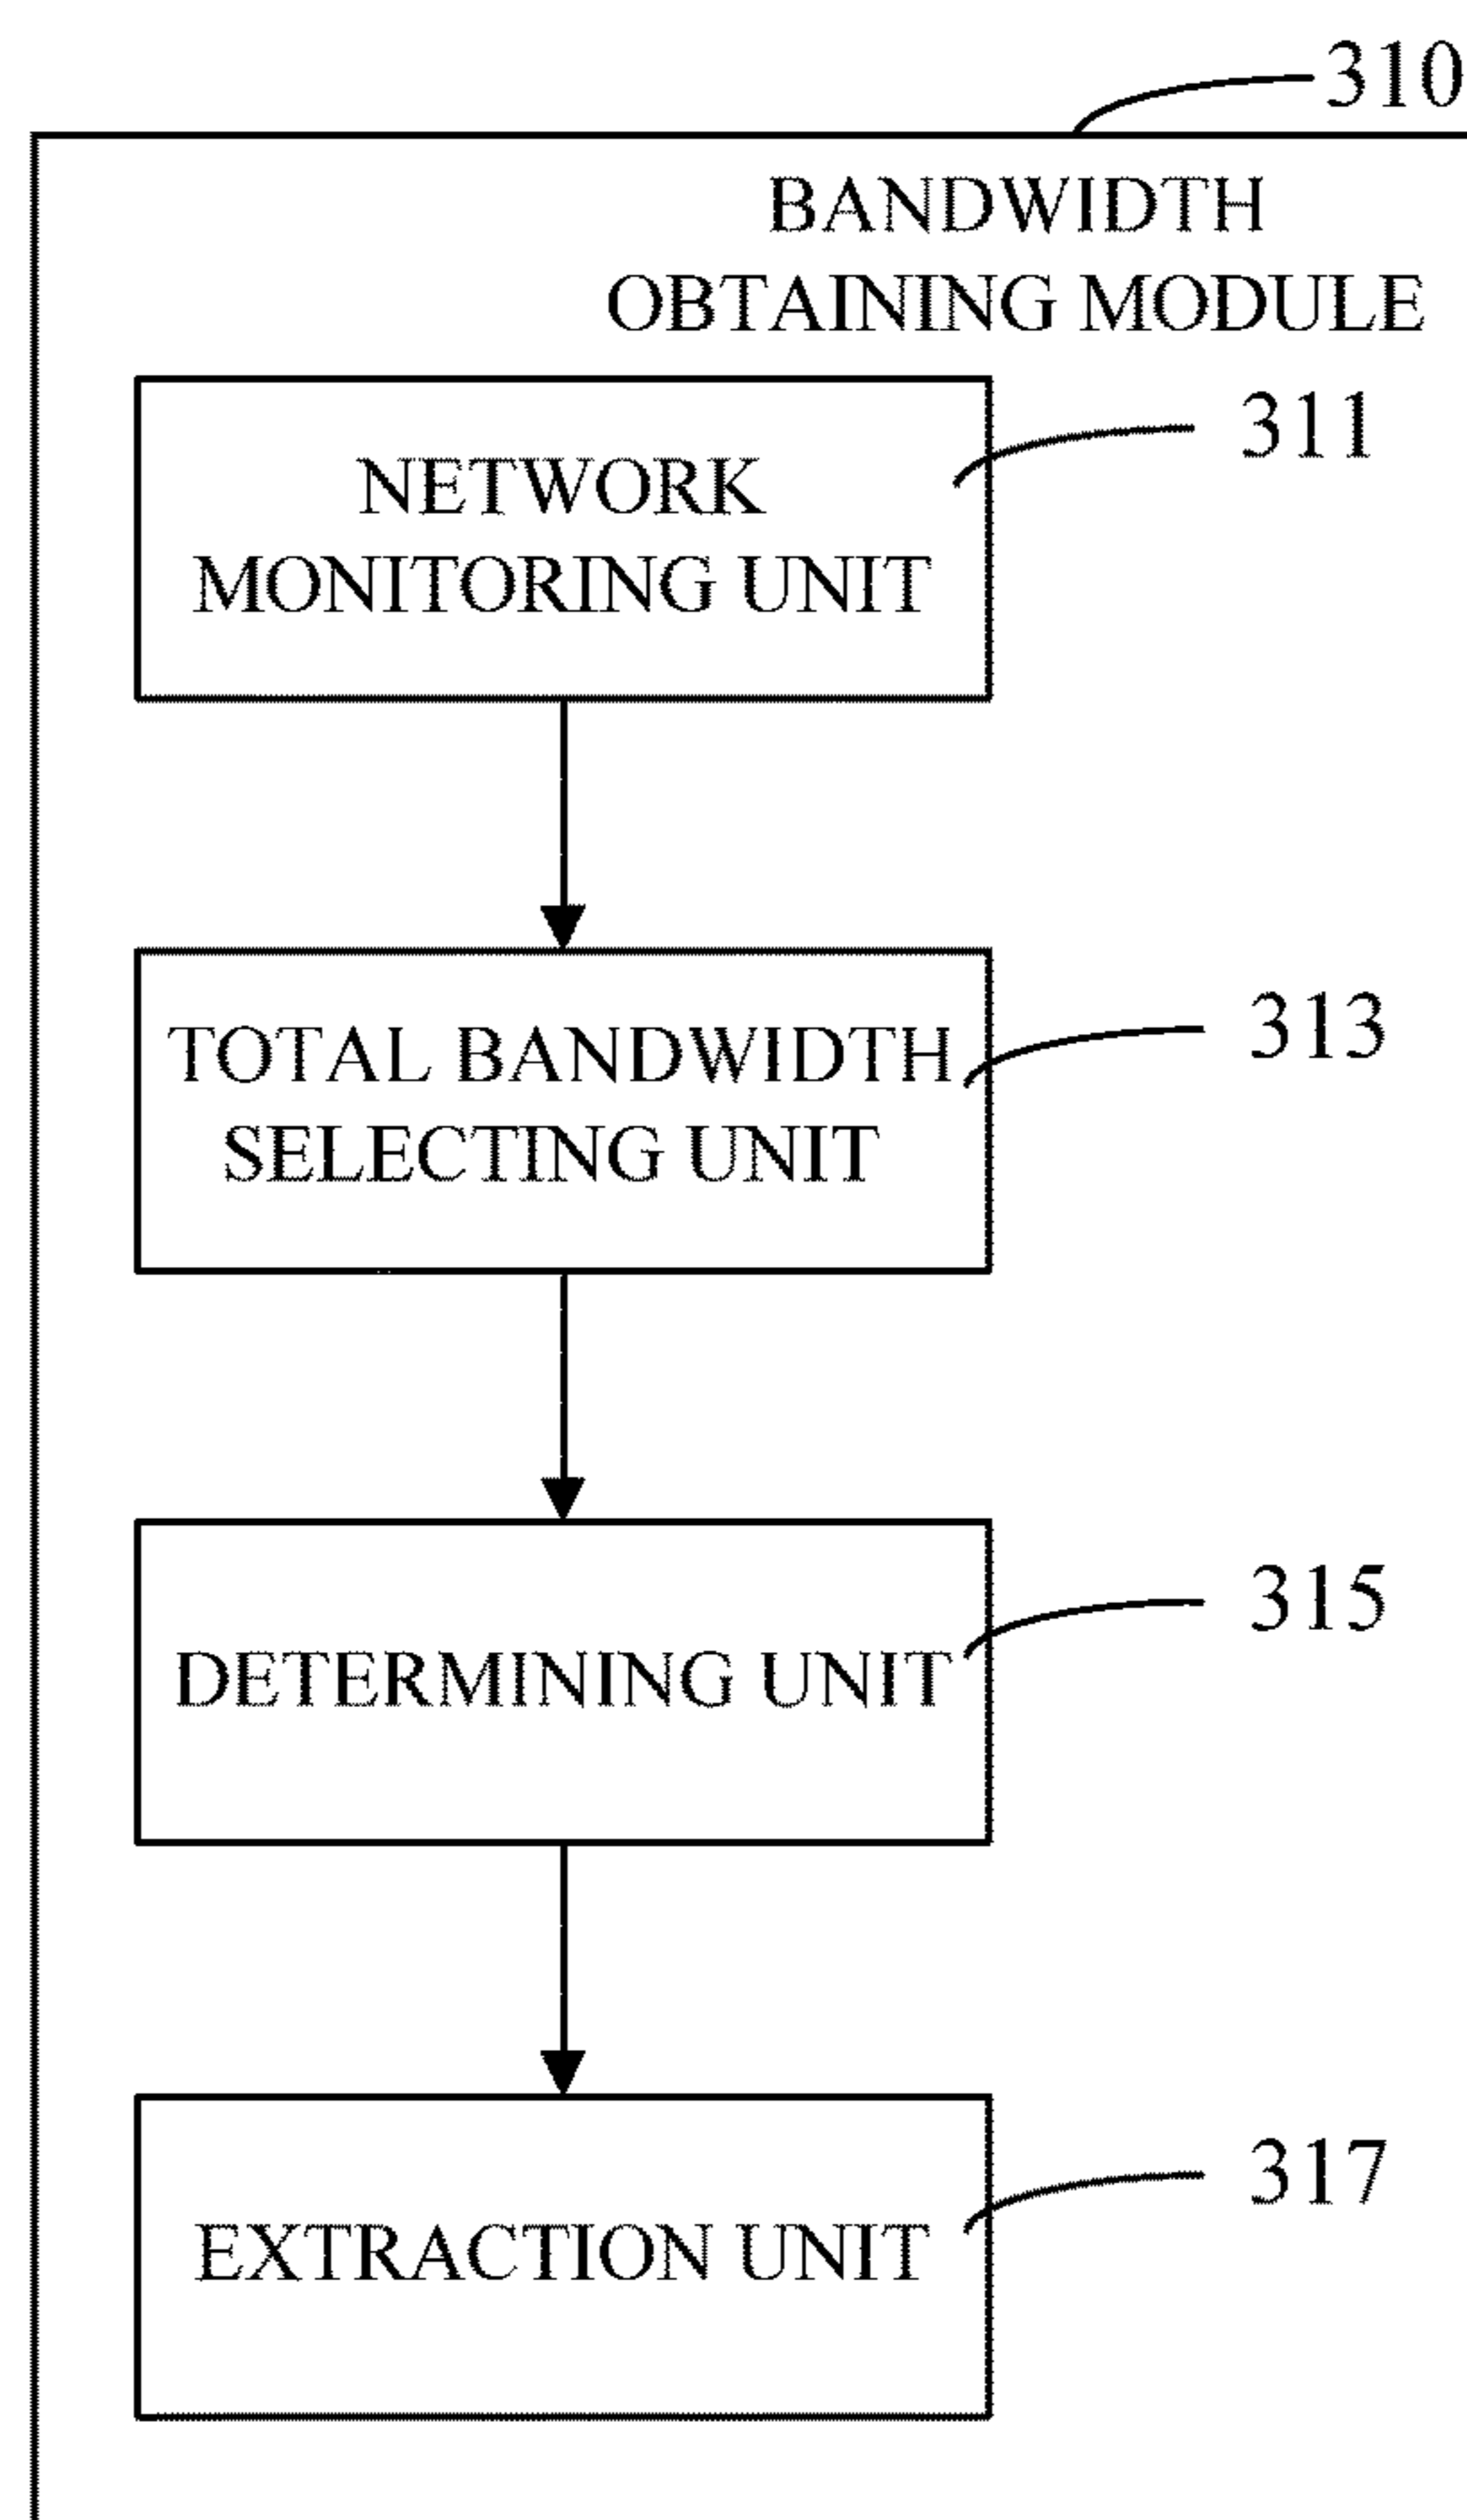 310
BANDWIDTH
OBTAINING MODULE
311
NETWORK
MONITORING UNIT
313
TOTAL BANDWIDTH
SELECTING UNIT
315
DETERMINING UNIT
317
EXTRACTION UNIT